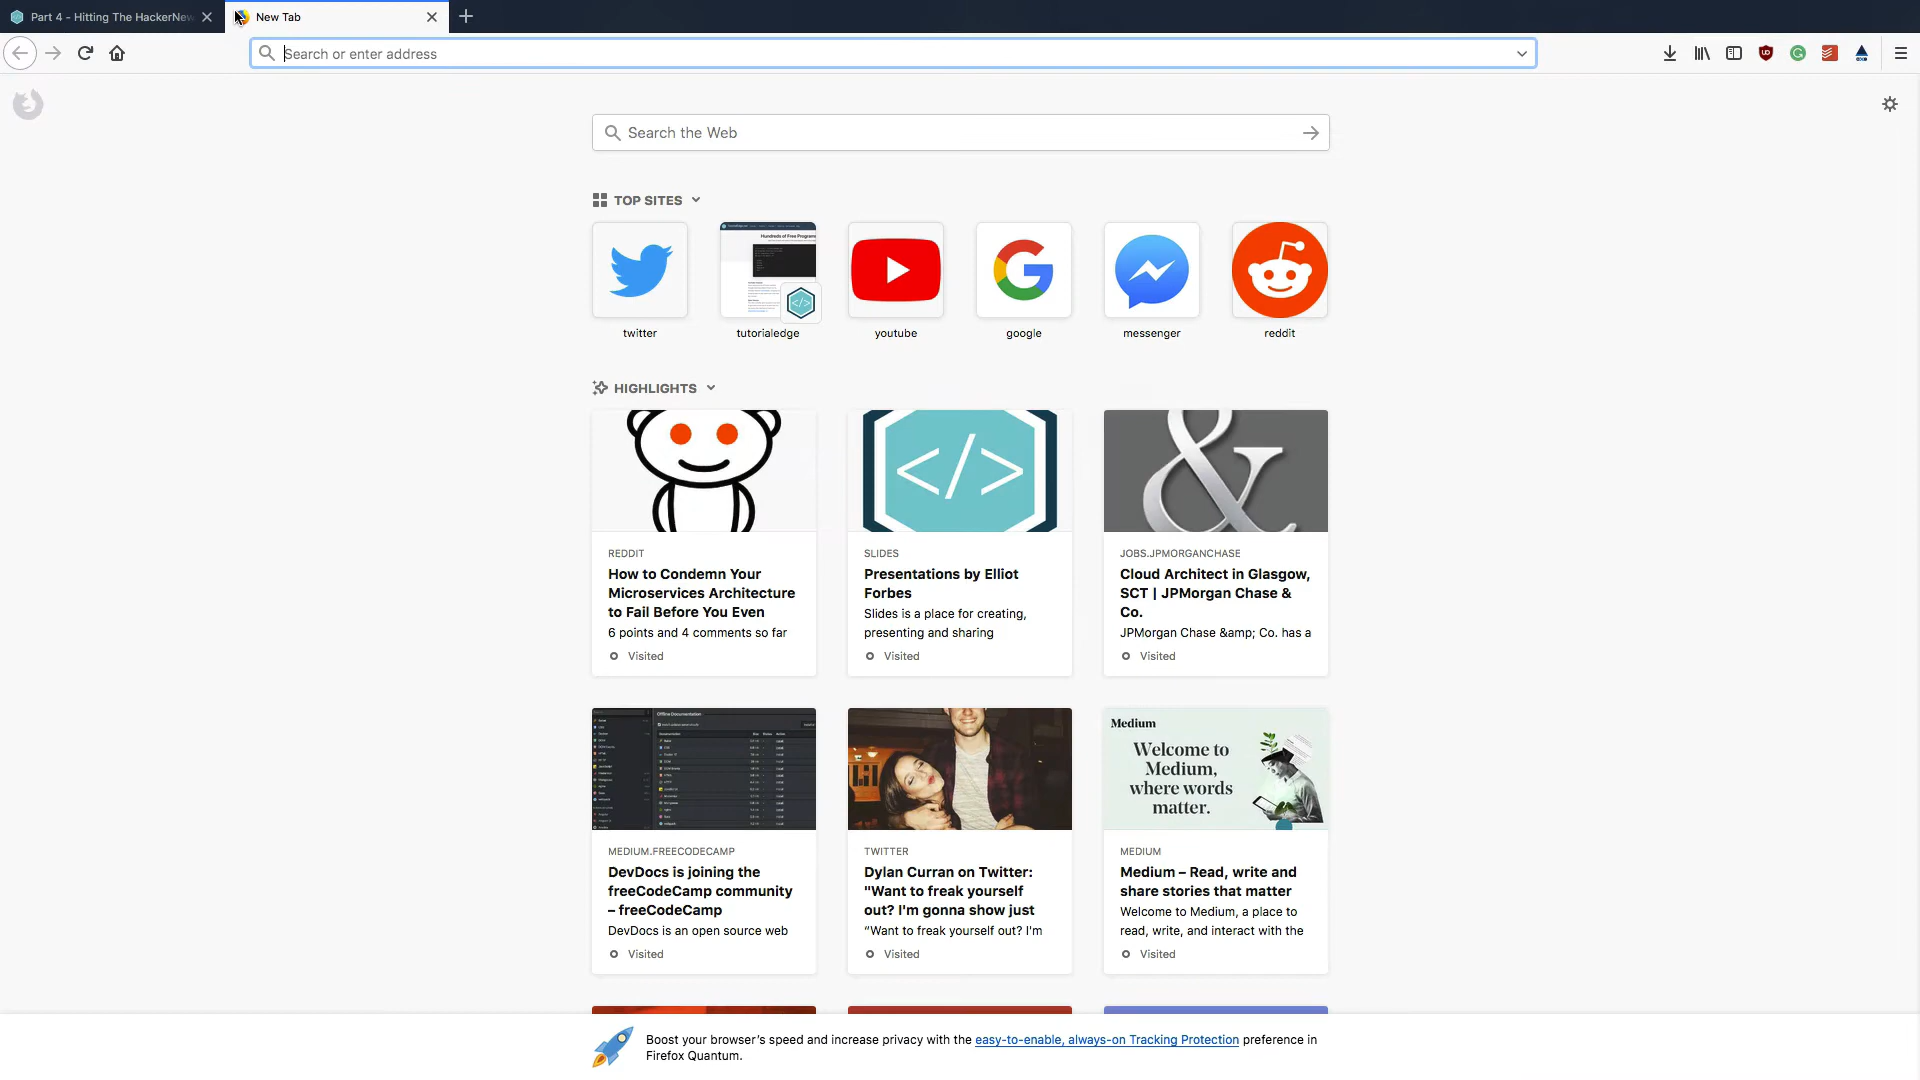 Part 4 - Hitting The HackerNew
New Tab
Search or enter address
Search the Web
TOP SITES
twitter
tutorialedge
youtube
google
messenger
reddit
HIGHLIGHTS
REDDIT
How to Condemn Your
Microservices Architecture
to Fail Before You Even
6 points and 4 comments so far
Visited
SLIDES
Presentations by Elliot
Forbes
Slides is a place for creating,
presenting and sharing
Visited
JOBS.JPMORGANCHASE
Cloud Architect in Glasgow,
SCT | JPMorgan Chase &
Co.
JPMorgan Chase &amp; Co. has a
Visited
Offline Documentation
MEDIUM.FREECODECAMP
DevDocs is joining the
freeCodeCamp community
– freeCodeCamp
DevDocs is an open source web
Visited
TWITTER
Dylan Curran on Twitter:
"Want to freak yourself
out? I'm gonna show just
“Want to freak yourself out? I'm
Visited
Medium
Welcome to
Medium,
where words
matter.
MEDIUM
Medium – Read, write and
share stories that matter
Welcome to Medium, a place to
read, write, and interact with the
Visited
Boost your browser’s speed and increase privacy with the easy-to-enable, always-on Tracking Protection preference in
Firefox Quantum.